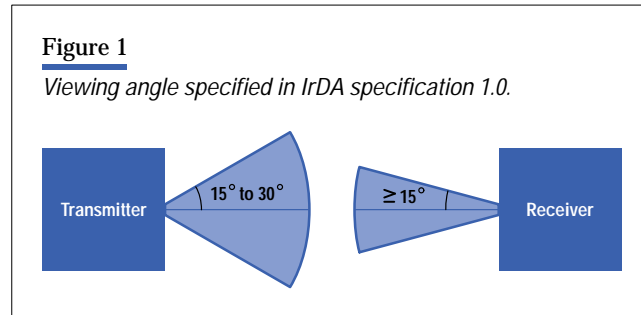 Figure 1
Viewing angle specified in IrDA specification 1.0.
Transmitter
15° to 30°
≥ 15°
Receiver